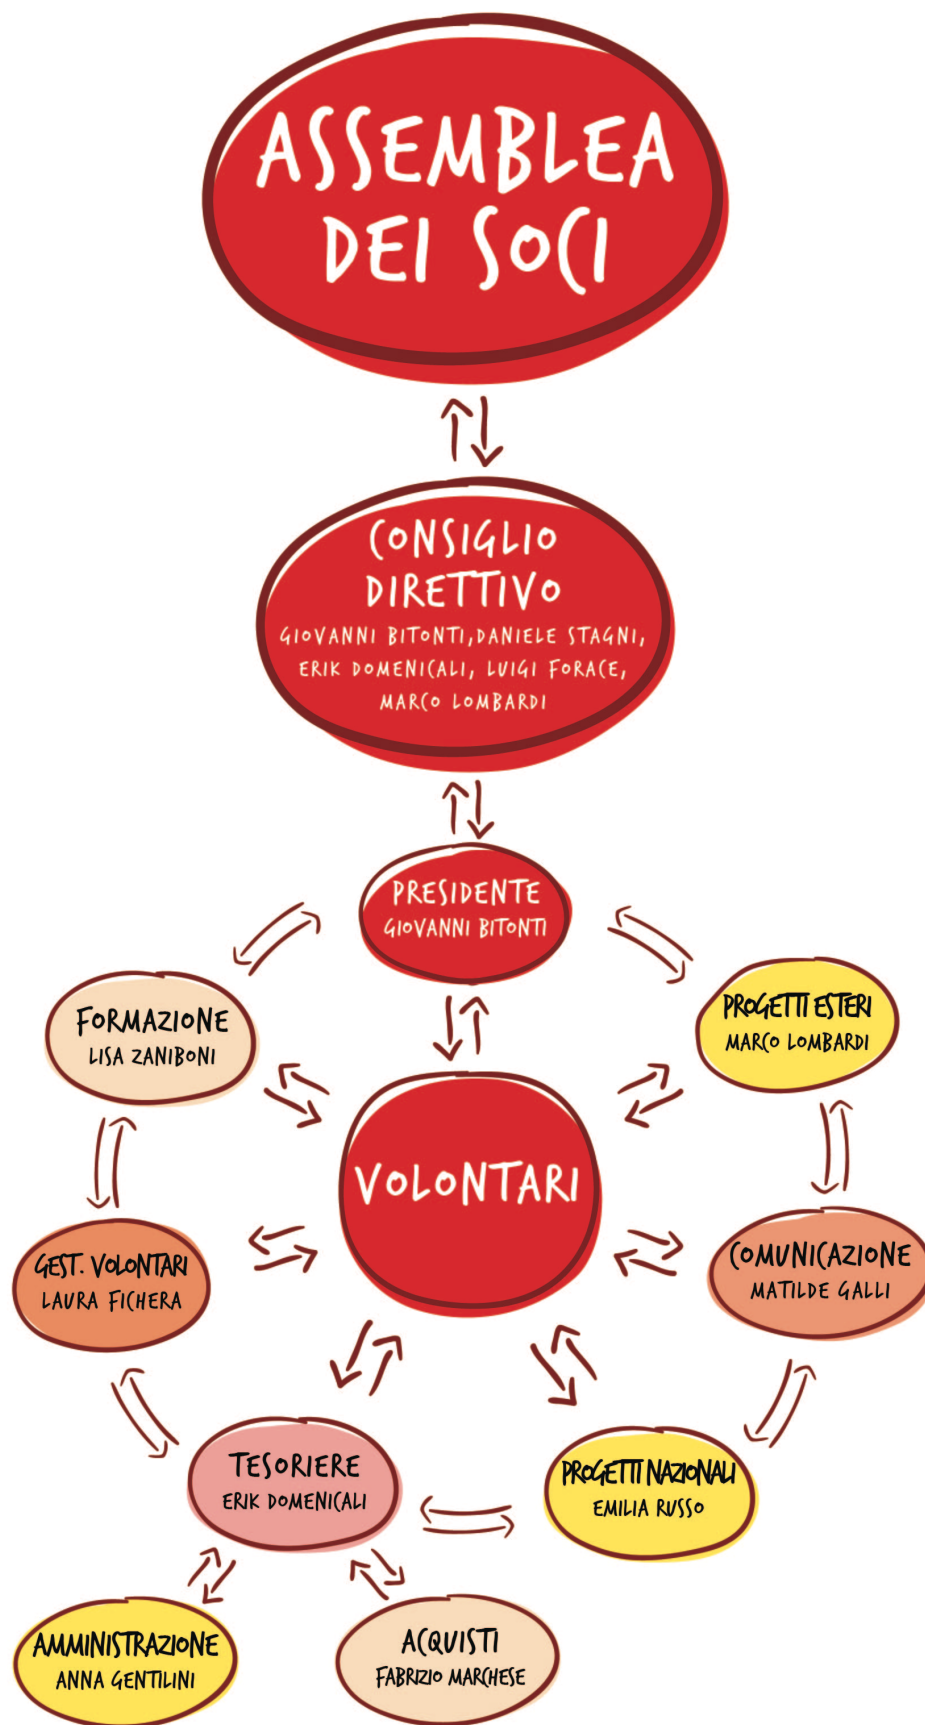 ASSEMBLEA
DEI SOCI
CONSIGLIO
DIRETTIVO
GIOVANNI BITONTI,DANIELE STAGNI,
ERIK DOMENICALI, LUIGI FORACE,
MARCO LOMBARDI
PRESIDENTE
GIOVANNI BITONTI
FORMAZIONE
LISA ZANIBONI
PROGETTI ESTERI
MARCO LOMBARDI
VOLONTARI
GEST. VOLONTARI
LAURA FICHERA
COMUNICAZIONE
MATILDE GALLI
TESORIERE
ERIK DOMENICALI
PROGETTI NAZIONALI
EMILIA RUSSO
AMMINISTRAZIONE
ANNA GENTILINI
ACQUISTI
FABRIZIO MARCHESE